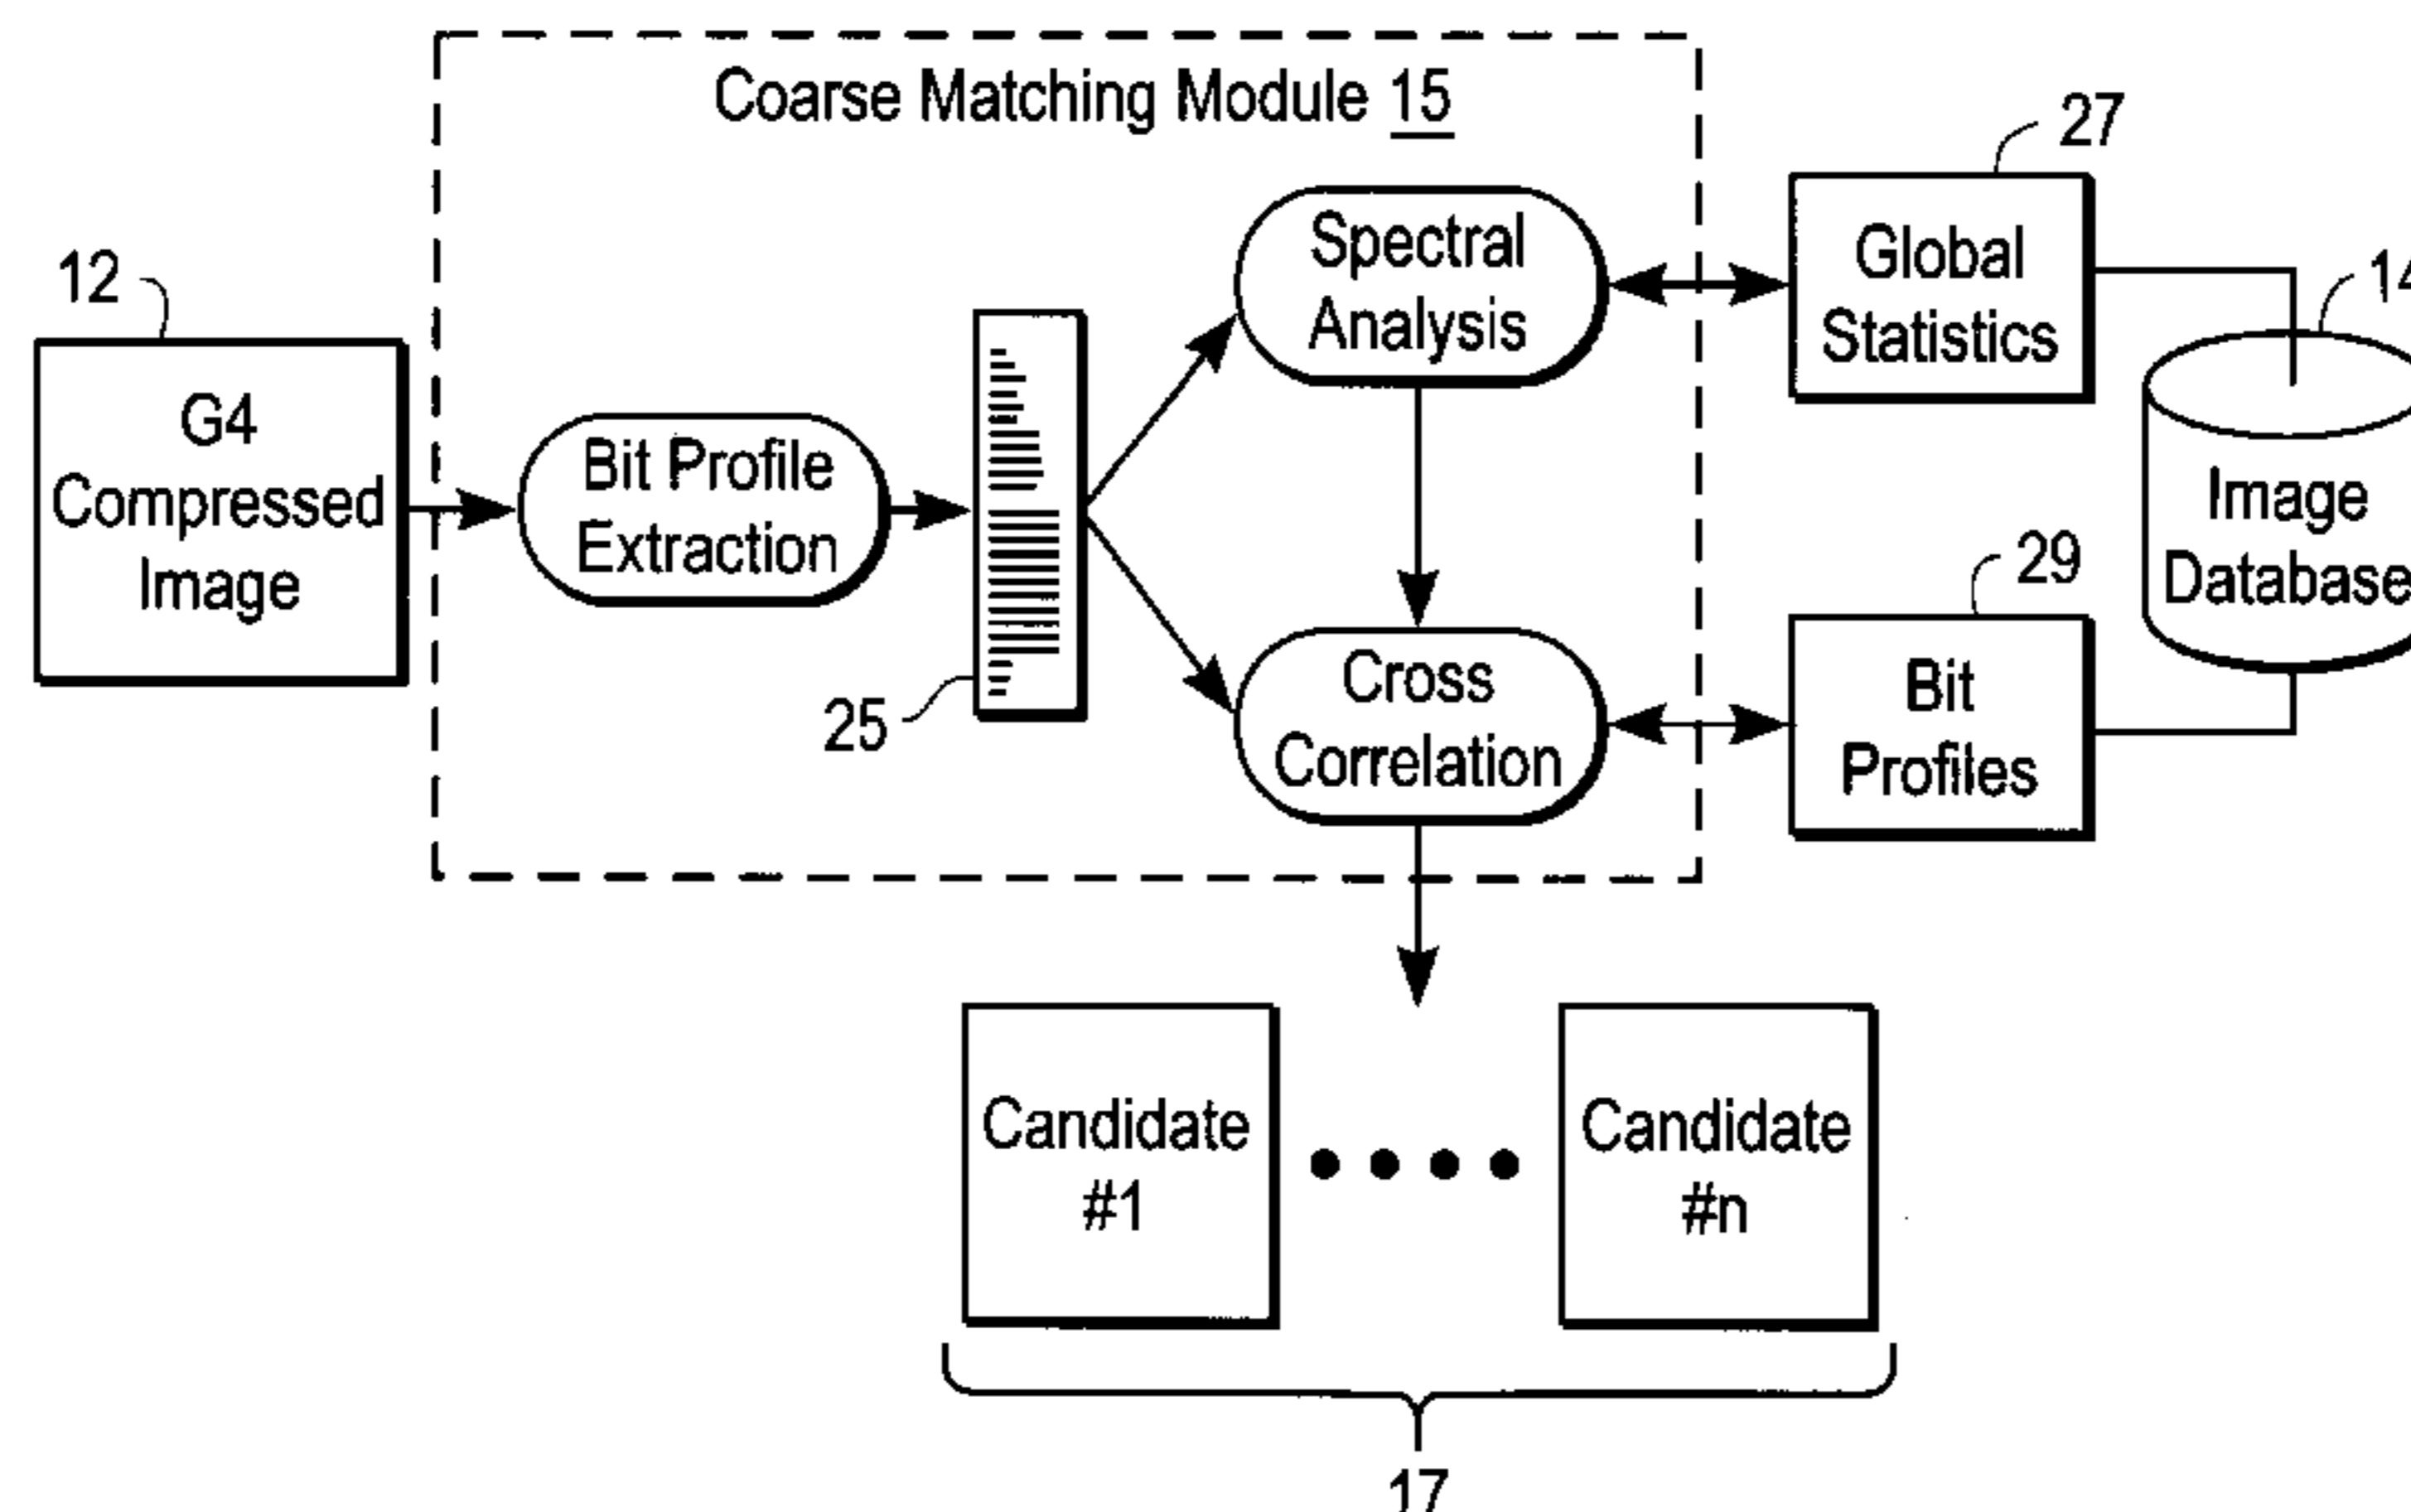 Coarse Matching Module 15
27
Spectral
Analysis
Global
Statistics
12
14
G4
Compressed
Image
Bit Profile
Extraction
Image
Database
29
25
Cross
Correlation
Bit
Profiles
Candidate
#1
Candidate
#n
17